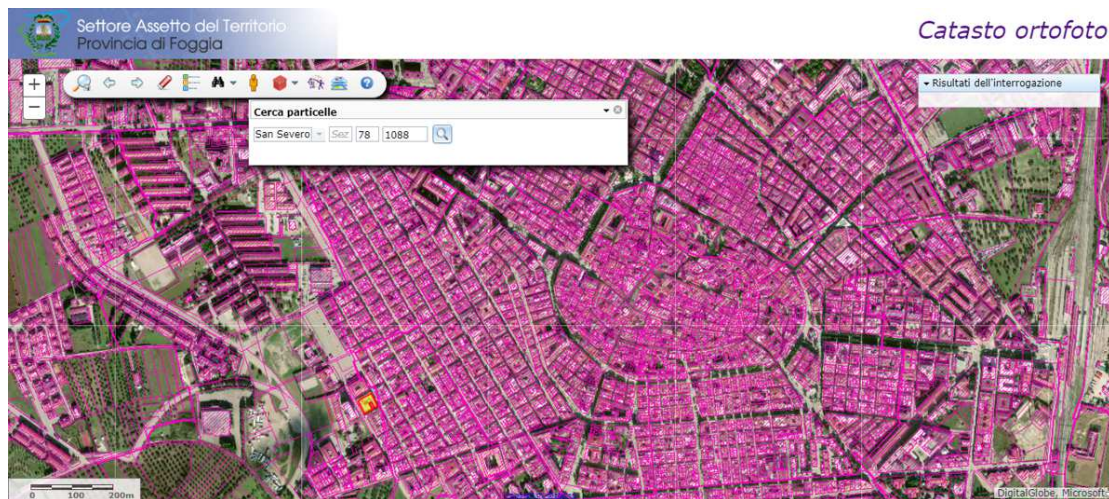 Settore Assetto del Territorio
Provincia di Foggia
Catasto ortofoto
+
−
Risultati dell'interrogazione
Cerca particelle
San Severo Sez 78 1088
0 100 200m
DigitalGlobe, Microsoft